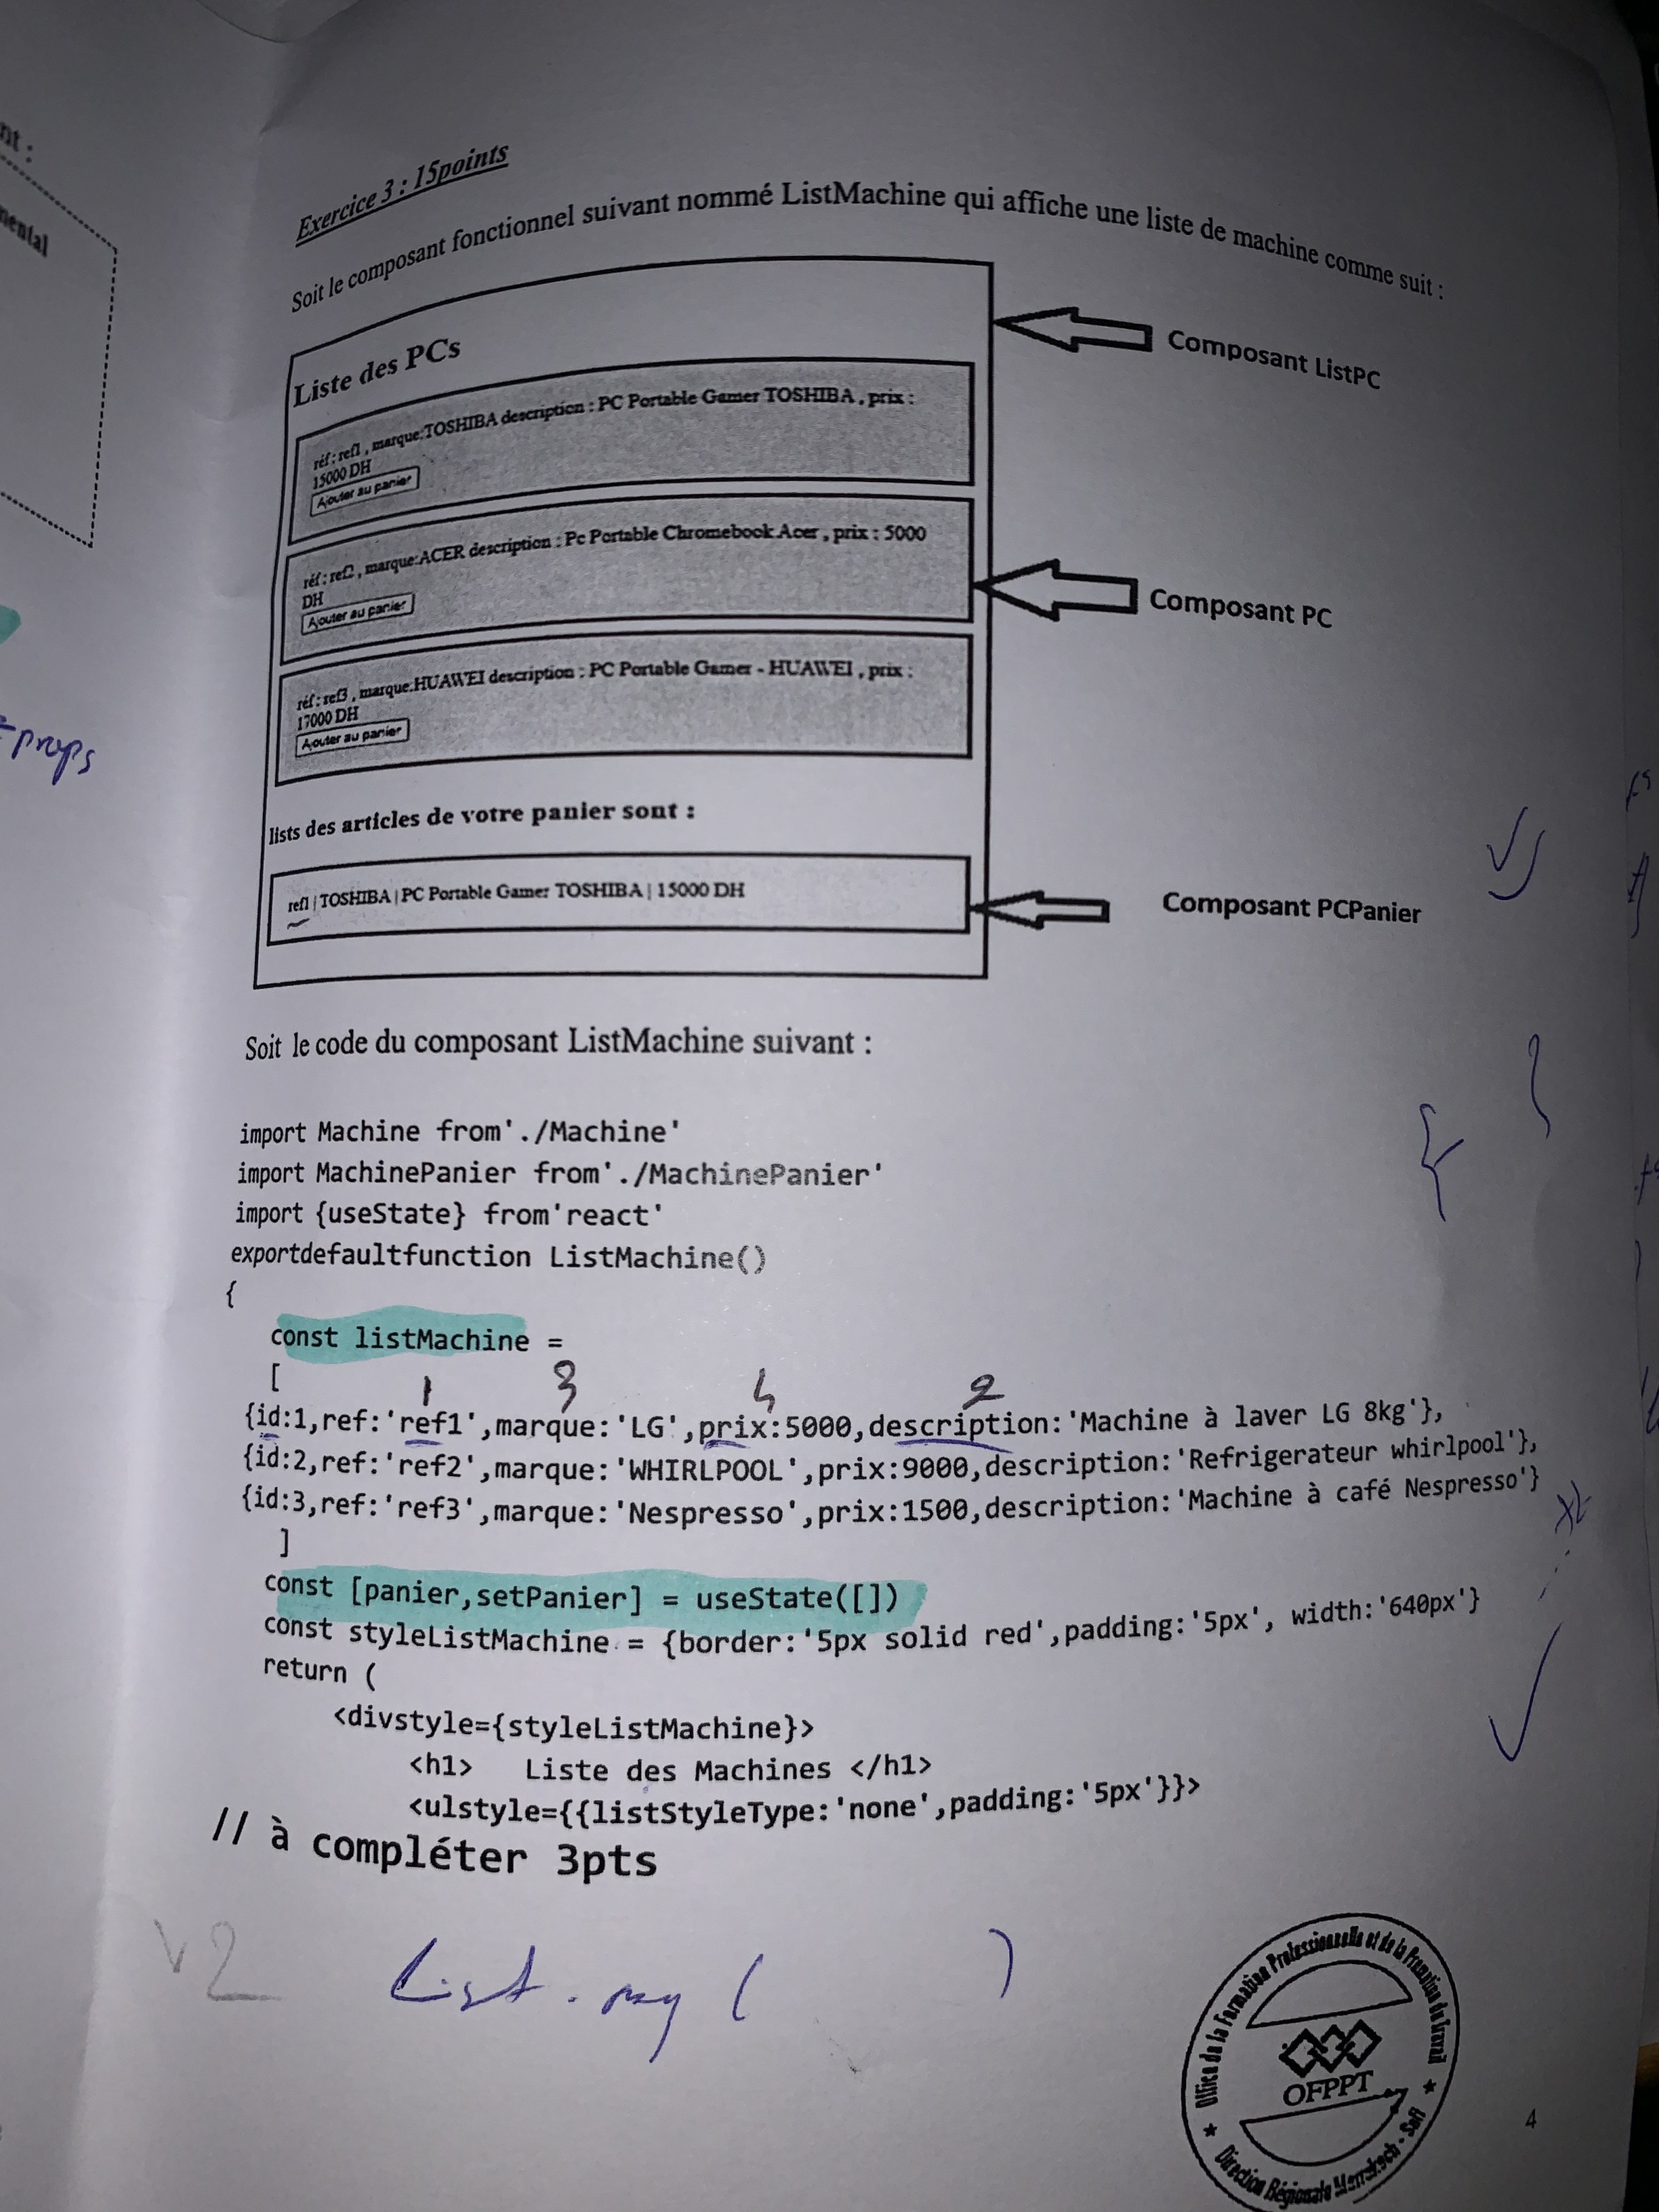 nt :
mental
props
Exercice 3 : 15points
Soit le composant fonctionnel suivant nommé ListMachine qui affiche une liste de machine comme suit :
Liste des PCs
réf : ref1 , marque:TOSHIBA description : PC Portable Gamer TOSHIBA , prix :
15000 DH
Ajouter au panier
Composant ListPC
réf : ref2 , marque:ACER description : Pc Portable Chromebook Acer , prix : 5000
DH
Ajouter au panier
Composant PC
réf : ref3 , marque:HUAWEI description : PC Portable Gamer - HUAWEI , prix :
17000 DH
Ajouter au panier
lists des articles de votre panier sont :
ref1 | TOSHIBA | PC Portable Gamer TOSHIBA | 15000 DH
Composant PCPanier
Soit le code du composant ListMachine suivant :
import Machine from'./Machine'
import MachinePanier from'./MachinePanier'
import {useState} from'react'
exportdefaultfunction ListMachine()
{
const listMachine =
[
1 3 4 2
{id:1,ref:'ref1',marque:'LG',prix:5000,description:'Machine à laver LG 8kg'},
{id:2,ref:'ref2',marque:'WHIRLPOOL',prix:9000,description:'Refrigerateur whirlpool'},
{id:3,ref:'ref3',marque:'Nespresso',prix:1500,description:'Machine à café Nespresso'}
]
const [panier,setPanier] = useState([])
const styleListMachine = {border:'5px solid red',padding:'5px', width:'640px'}
return (
<divstyle={styleListMachine}>
<h1> Liste des Machines </h1>
<ulstyle={{listStyleType:'none',padding:'5px'}}>
// à compléter 3pts
v2
List.map( )
Office de la Formation Professionnelle et de la Promotion du Travail
OFPPT
Direction Régionale Marrakech - Safi
4